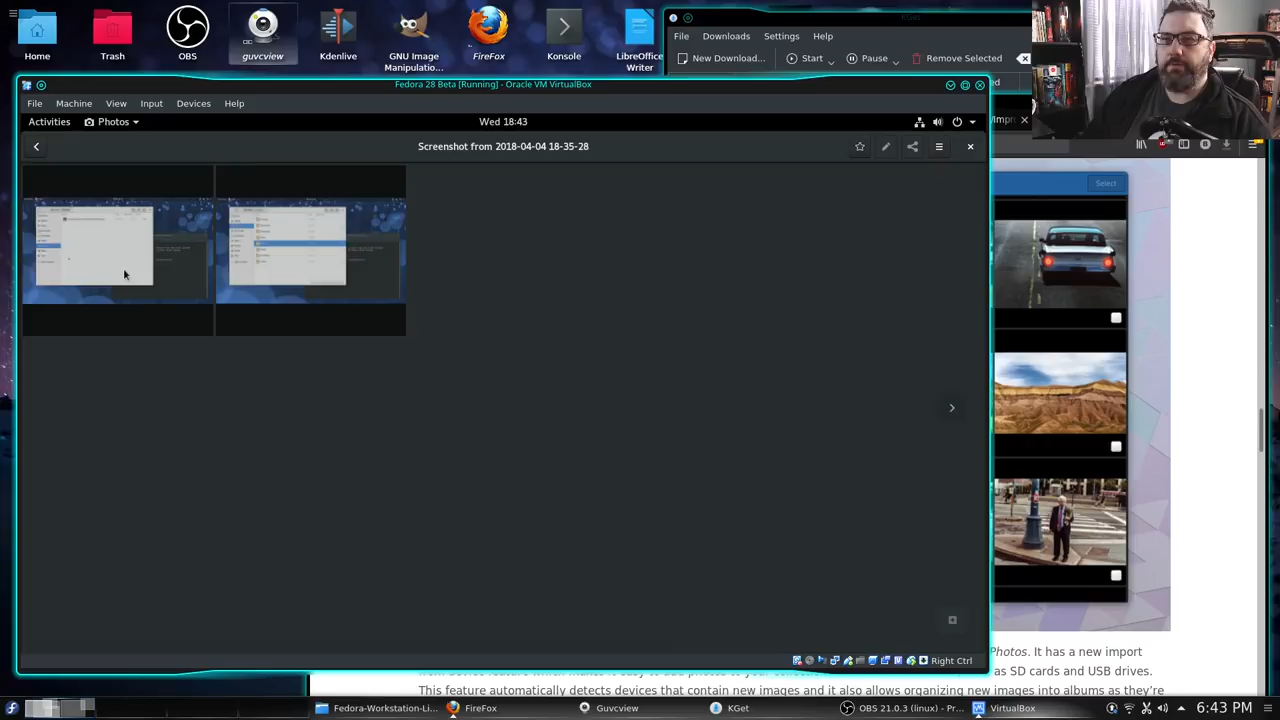 Home
Trash
OBS
guvcview
Kdenlive
GNU Image
Manipulation...
FireFox
Konsole
LibreOffice
Writer
KGet
File Downloads Settings Help
New Download... Start Pause Remove Selected
Fedora 28 Beta [Running] - Oracle VM VirtualBox
File Machine View Input Devices Help
Activities Photos Wed 18:43
Screenshot from 2018-04-04 18-35-28
Select
Right Ctrl
Photos. It has a new import
as SD cards and USB drives.
This feature automatically detects devices that contain new images and it also allows organizing new images into albums as they're
Fedora-Workstation-Li... FireFox Guvcview KGet OBS 21.0.3 (linux) - Pr... VirtualBox 6:43 PM